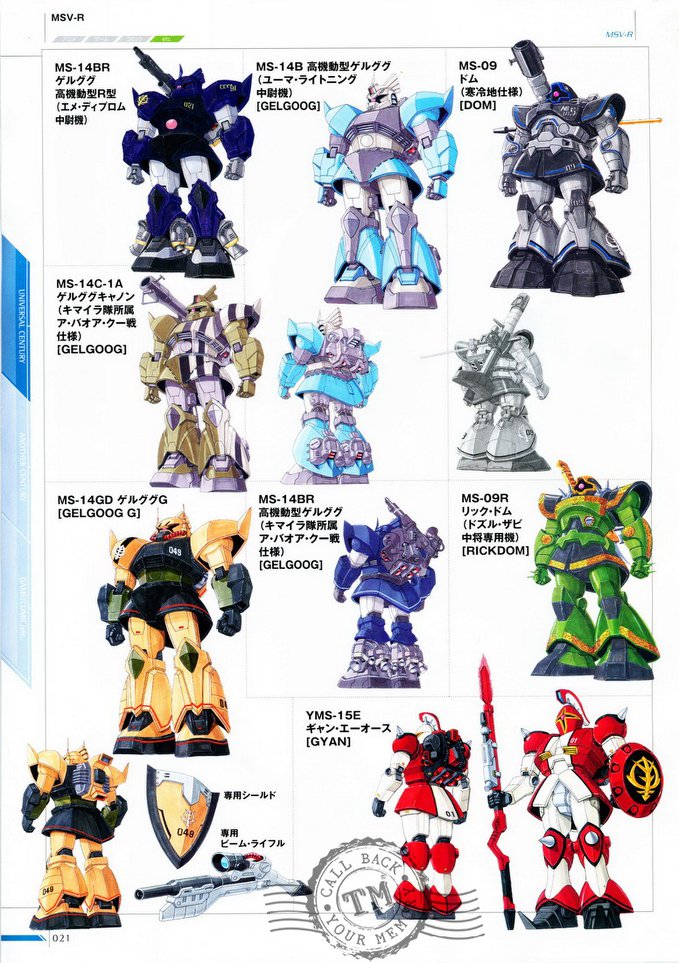 MSV-R
MSV-R
MS-14BR
ゲルググ
高機動型R型
(エメ・ディプロム
中尉機)
MS-14B 高機動型ゲルググ
(ユーマ・ライトニング
中尉機)
[GELGOOG]
MS-09
ドム
(寒冷地仕様)
[DOM]
MS-14C-1A
ゲルググキャノン
(キマイラ隊所属
ア・バオア・クー戦
仕様)
[GELGOOG]
MS-14GD ゲルググG
[GELGOOG G]
MS-14BR
高機動型ゲルググ
(キマイラ隊所属
ア・バオア・クー戦
仕様)
[GELGOOG]
MS-09R
リック・ドム
(ドズル・ザビ
中将専用機)
[RICKDOM]
YMS-15E
ギャン・エーオース
[GYAN]
専用シールド
専用
ビーム・ライフル
UNIVERSAL CENTURY
ANOTHER CENTURY
021
049
049
049
049
01
CALL BACK
TM
YOUR MEM
021